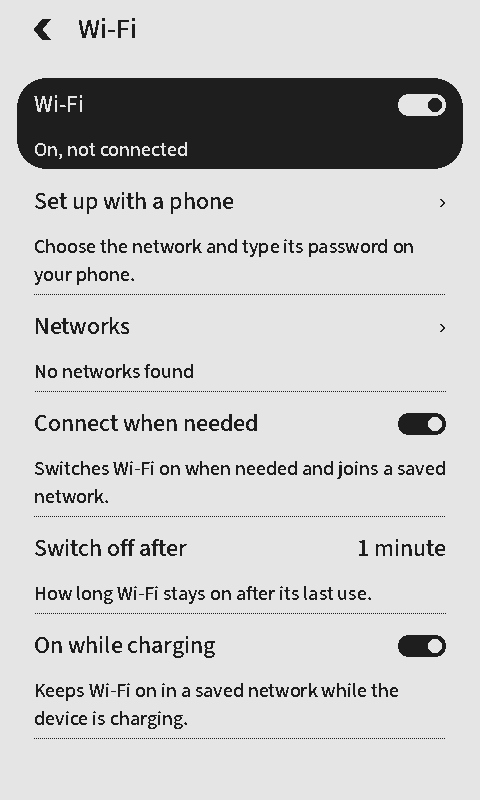 Wi-Fi
Wi-Fi
On, not connected
Set up with a phone
Choose the network and type its password on
your phone.
Networks
No networks found
Connect when needed
Switches Wi-Fi on when needed and joins a saved
network.
Switch off after 1 minute
How long Wi-Fi stays on after its last use.
On while charging
Keeps Wi-Fi on in a saved network while the
device is charging.